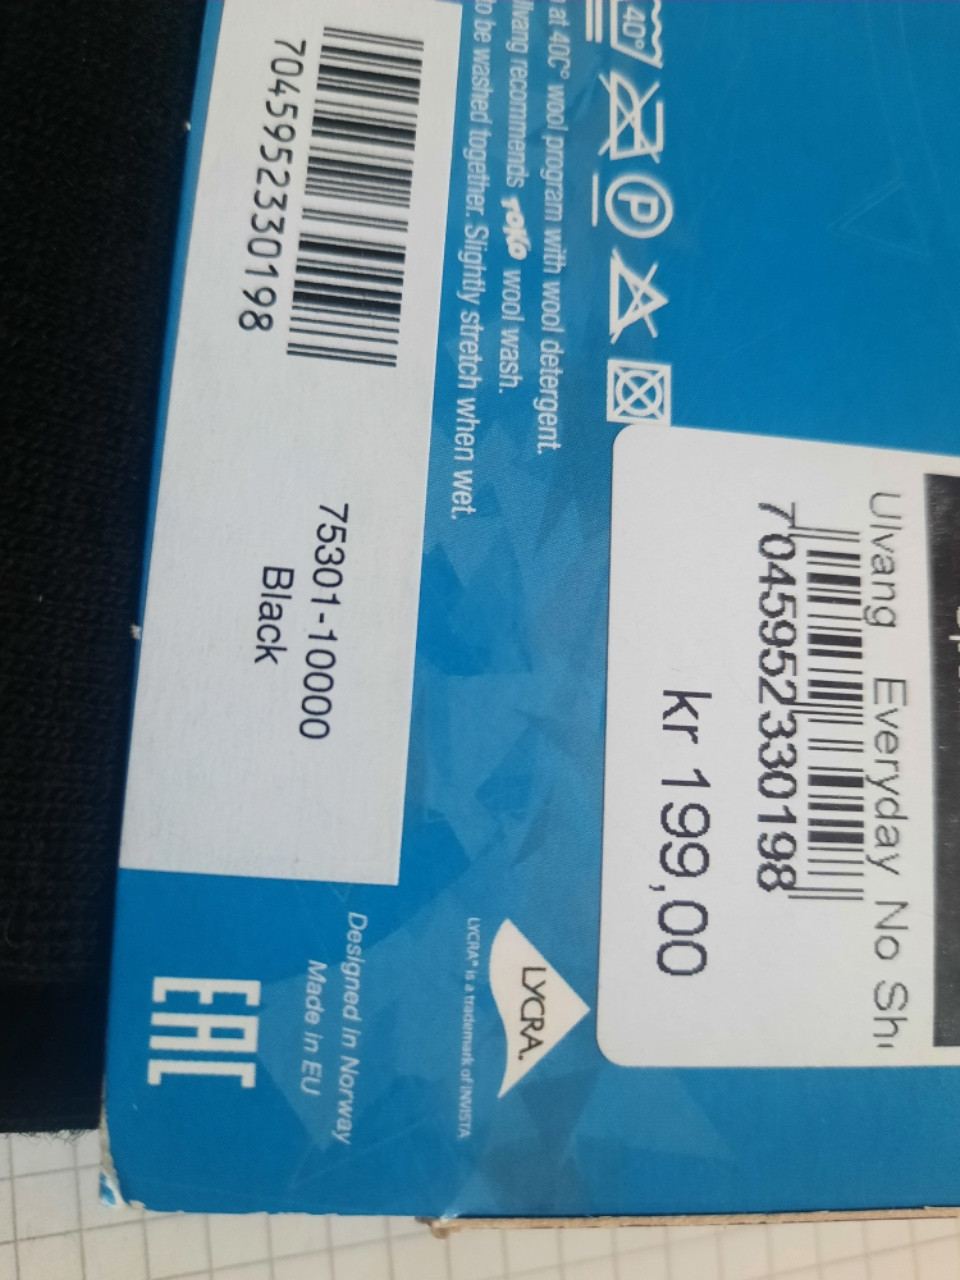 40°
at 40C° wool program with wool detergent.
recommends TOKO wool wash.
to be washed together. Slightly stretch when wet.
P
7045952330198
75301-10000
Black
Ulvang Everyday No
7045952330198
kr 199,00
LYCRA.
LYCRA® is a trademark of INVISTA
Designed in Norway
Made in EU
EAC